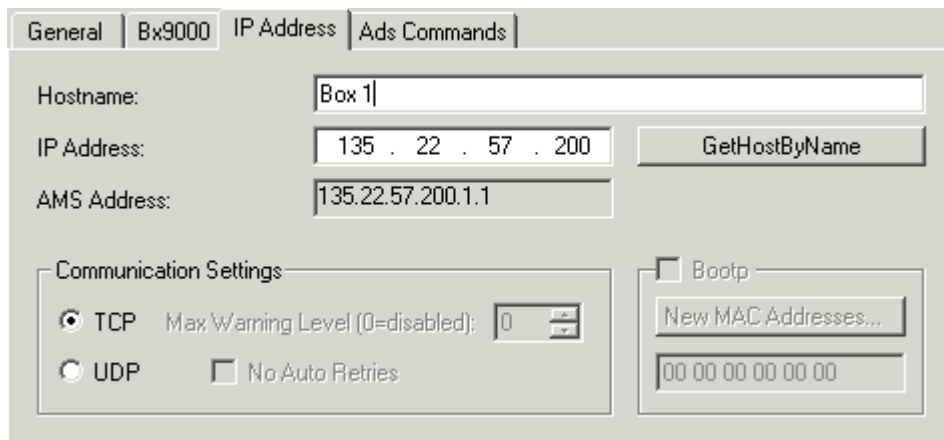 General Bx9000 IP Address Ads Commands
Hostname: Box 1
IP Address: 135 . 22 . 57 . 200 GetHostByName
AMS Address: 135.22.57.200.1.1
Communication Settings Bootp
TCP Max Warning Level (0=disabled): 0 New MAC Addresses...
UDP No Auto Retries 00 00 00 00 00 00